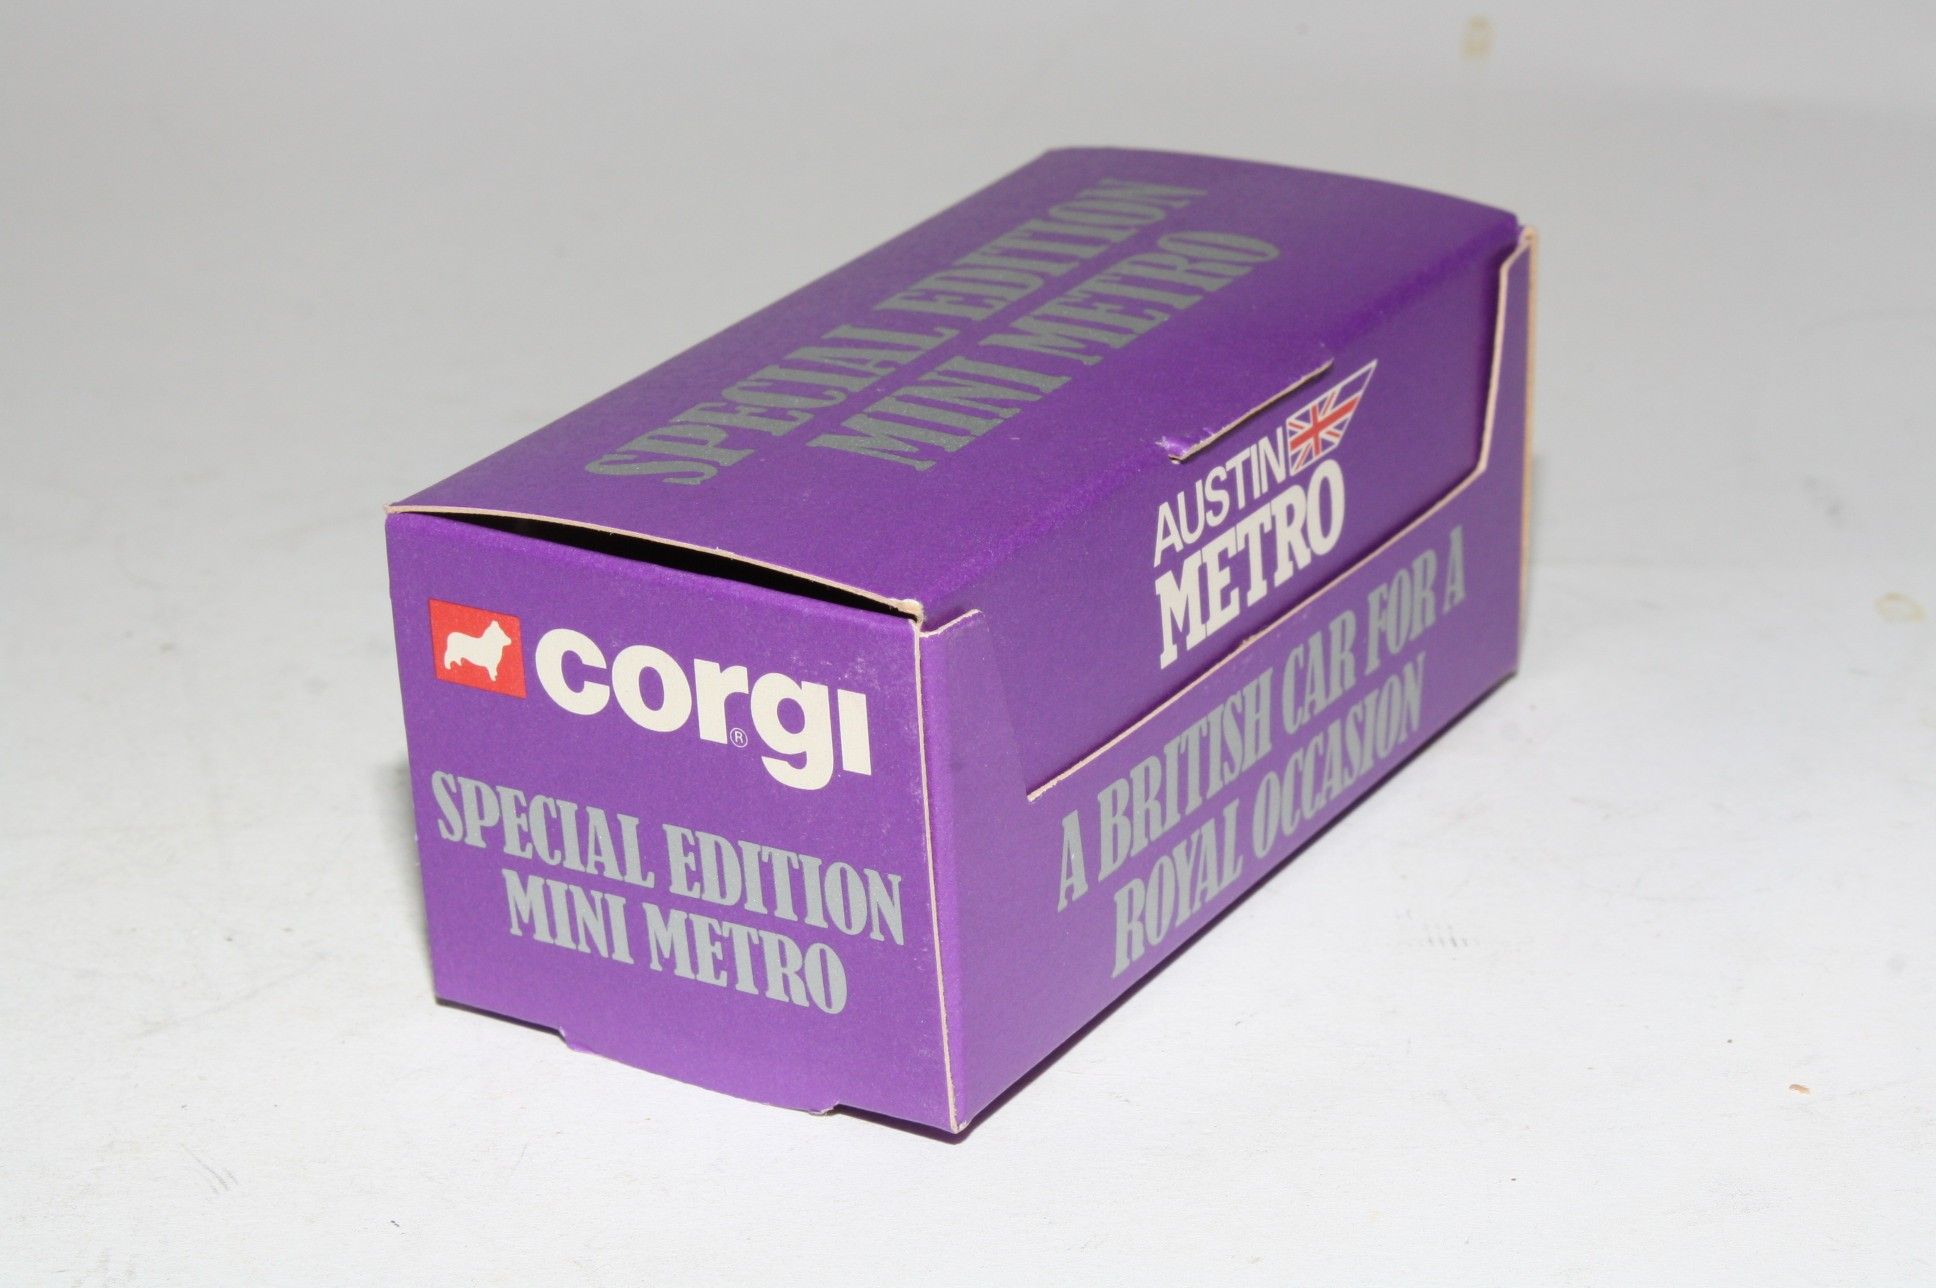 SPECIAL EDITION
MINI METRO
corgi®
SPECIAL EDITION
MINI METRO
AUSTIN
METRO
A BRITISH CAR FOR A
ROYAL OCCASION